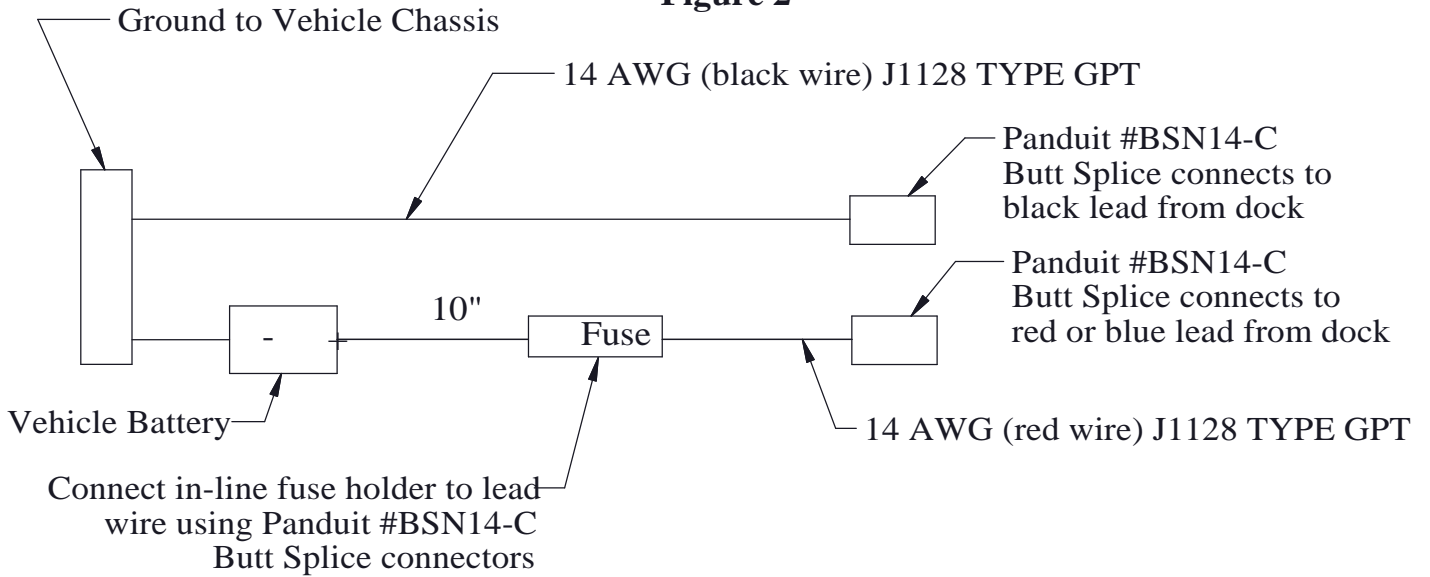 Figure 2
Ground to Vehicle Chassis
14 AWG (black wire) J1128 TYPE GPT
Panduit #BSN14-C
Butt Splice connects to
black lead from dock
Panduit #BSN14-C
Butt Splice connects to
red or blue lead from dock
10"
- +
Fuse
Vehicle Battery
14 AWG (red wire) J1128 TYPE GPT
Connect in-line fuse holder to lead
wire using Panduit #BSN14-C
Butt Splice connectors